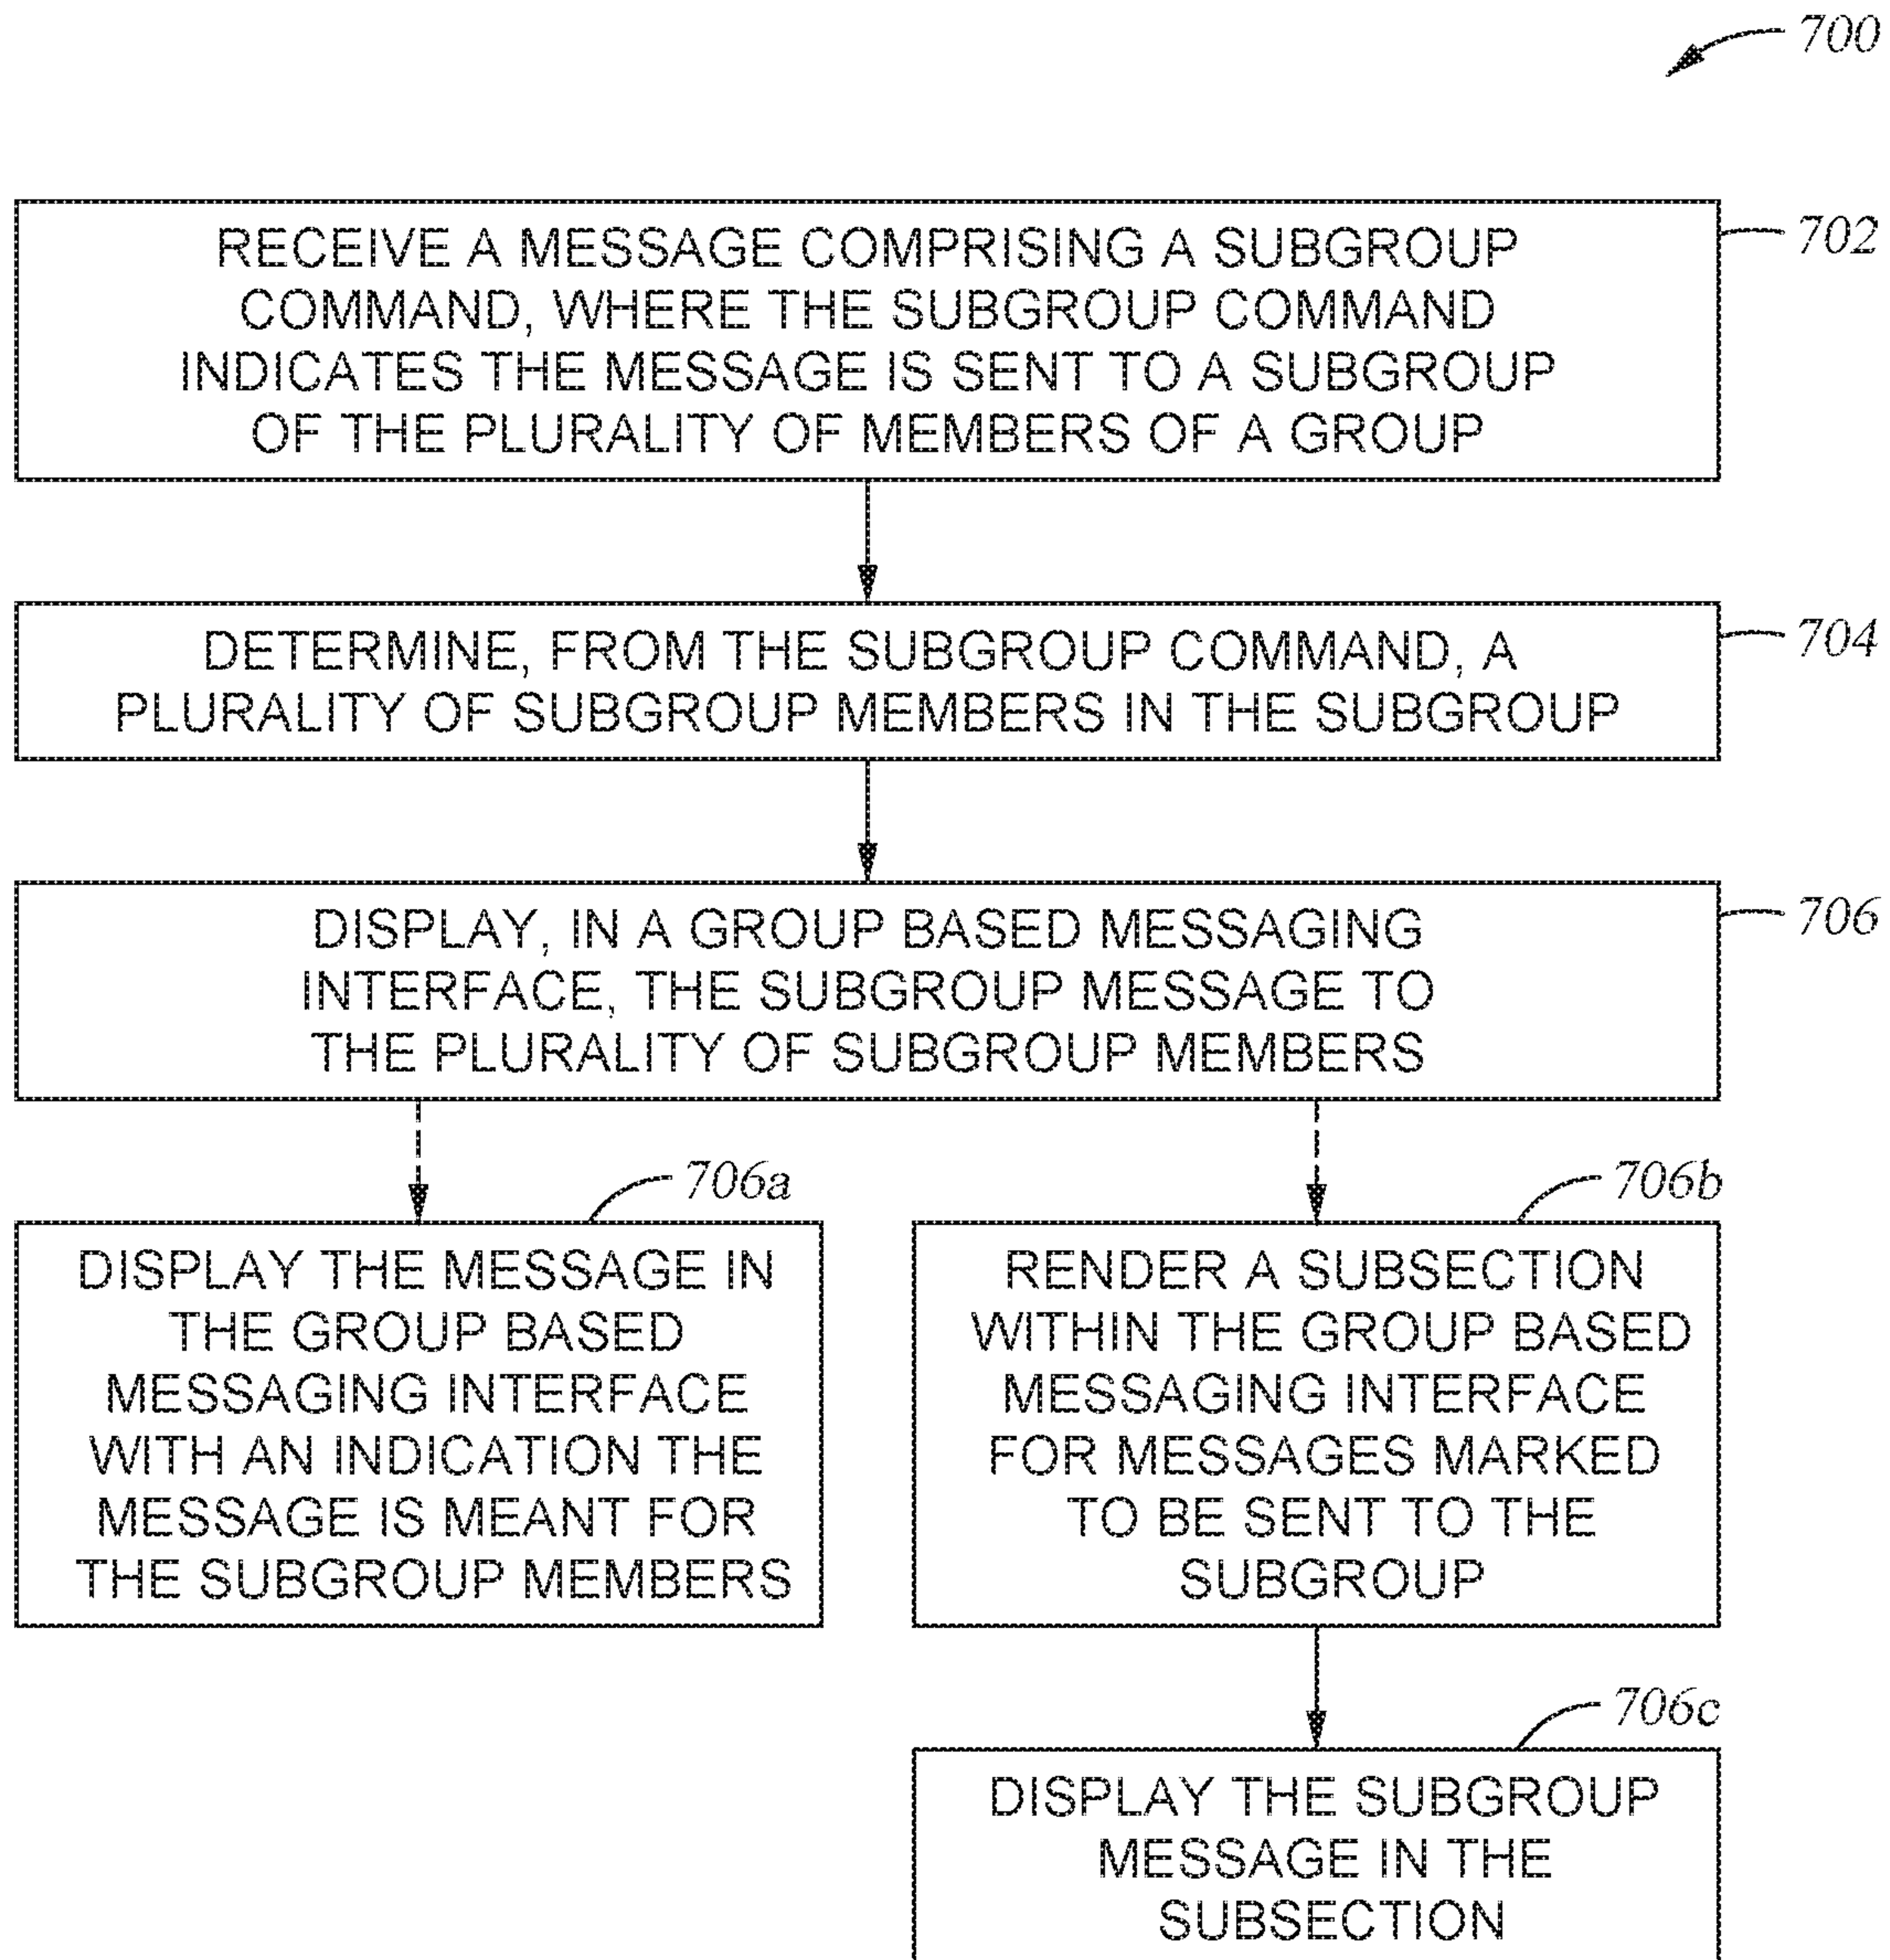 700
RECEIVE A MESSAGE COMPRISING A SUBGROUP
COMMAND, WHERE THE SUBGROUP COMMAND
INDICATES THE MESSAGE IS SENT TO A SUBGROUP
OF THE PLURALITY OF MEMBERS OF A GROUP
702
DETERMINE, FROM THE SUBGROUP COMMAND, A
PLURALITY OF SUBGROUP MEMBERS IN THE SUBGROUP
704
DISPLAY, IN A GROUP BASED MESSAGING
INTERFACE, THE SUBGROUP MESSAGE TO
THE PLURALITY OF SUBGROUP MEMBERS
706
706a
DISPLAY THE MESSAGE IN
THE GROUP BASED
MESSAGING INTERFACE
WITH AN INDICATION THE
MESSAGE IS MEANT FOR
THE SUBGROUP MEMBERS
706b
RENDER A SUBSECTION
WITHIN THE GROUP BASED
MESSAGING INTERFACE
FOR MESSAGES MARKED
TO BE SENT TO THE
SUBGROUP
706c
DISPLAY THE SUBGROUP
MESSAGE IN THE
SUBSECTION